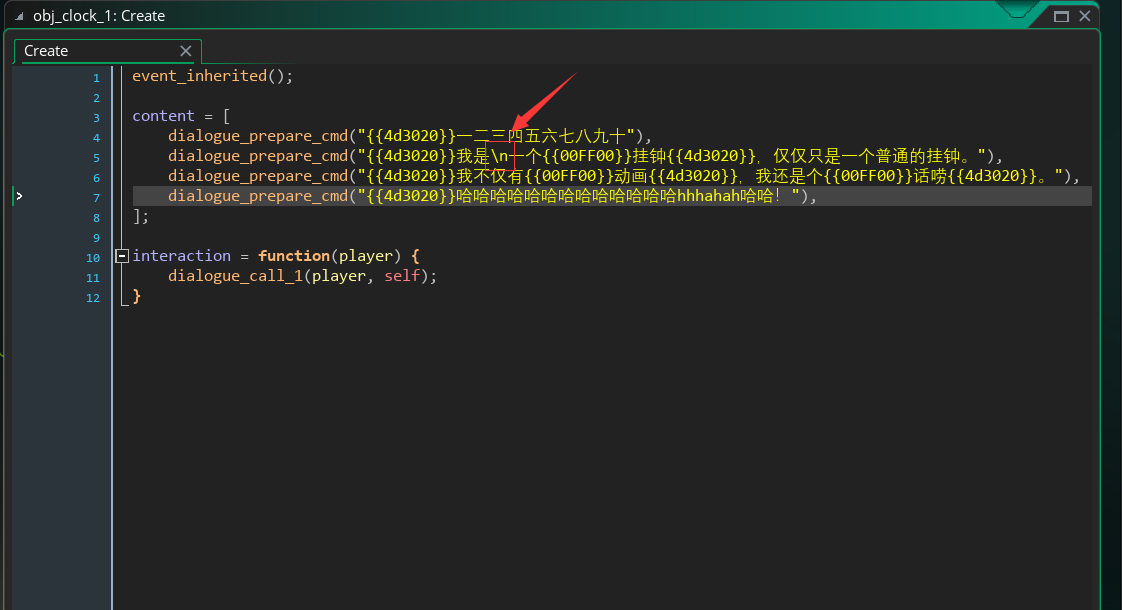 obj_clock_1: Create
Create
1 event_inherited();
2
3 content = [
4 dialogue_prepare_cmd("{{4d3020}}一二三四五六七八九十"),
5 dialogue_prepare_cmd("{{4d3020}}我是\n一个{{00FF00}}挂钟{{4d3020}}，仅仅只是一个普通的挂钟。"),
6 dialogue_prepare_cmd("{{4d3020}}我不仅有{{00FF00}}动画{{4d3020}}，我还是个{{00FF00}}话唠{{4d3020}}。"),
7 dialogue_prepare_cmd("{{4d3020}}哈哈哈哈哈哈哈哈哈哈哈哈哈hhhahah哈哈！"),
8 ];
9
10 interaction = function(player) {
11 dialogue_call_1(player, self);
12 }